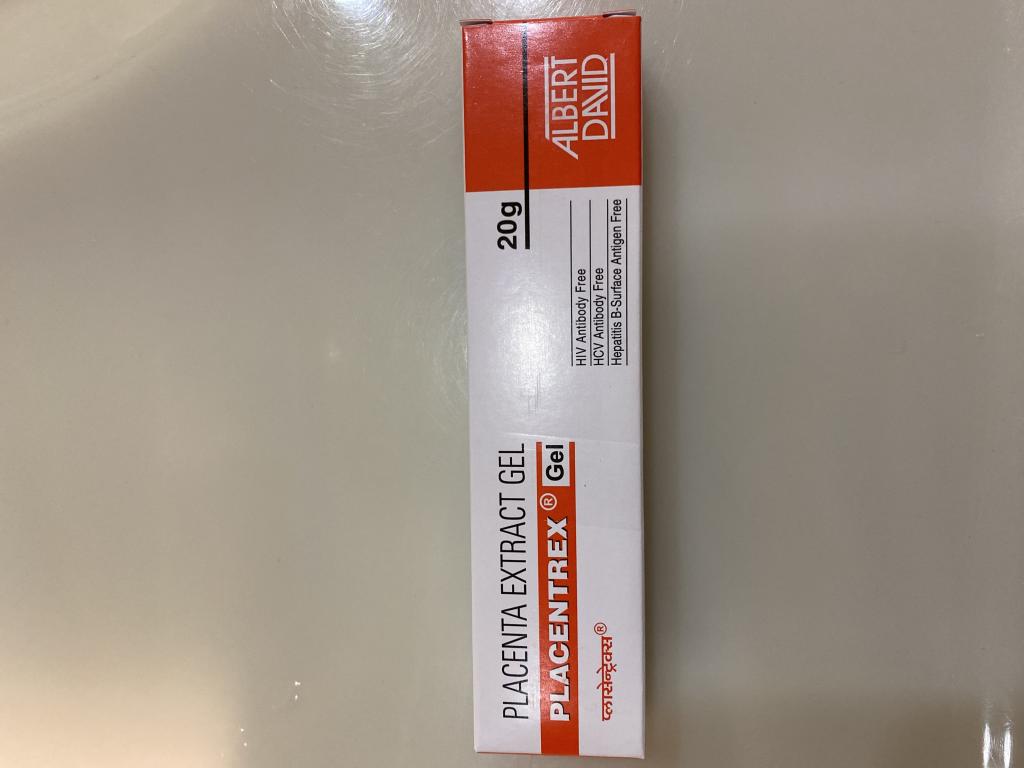 PLACENTA EXTRACT GEL
PLACENTREX® Gel
प्लासेन्ट्रेक्स®
20g
HIV Antibody Free
HCV Antibody Free
Hepatitis B-Surface Antigen Free
ALBERT
DAVID